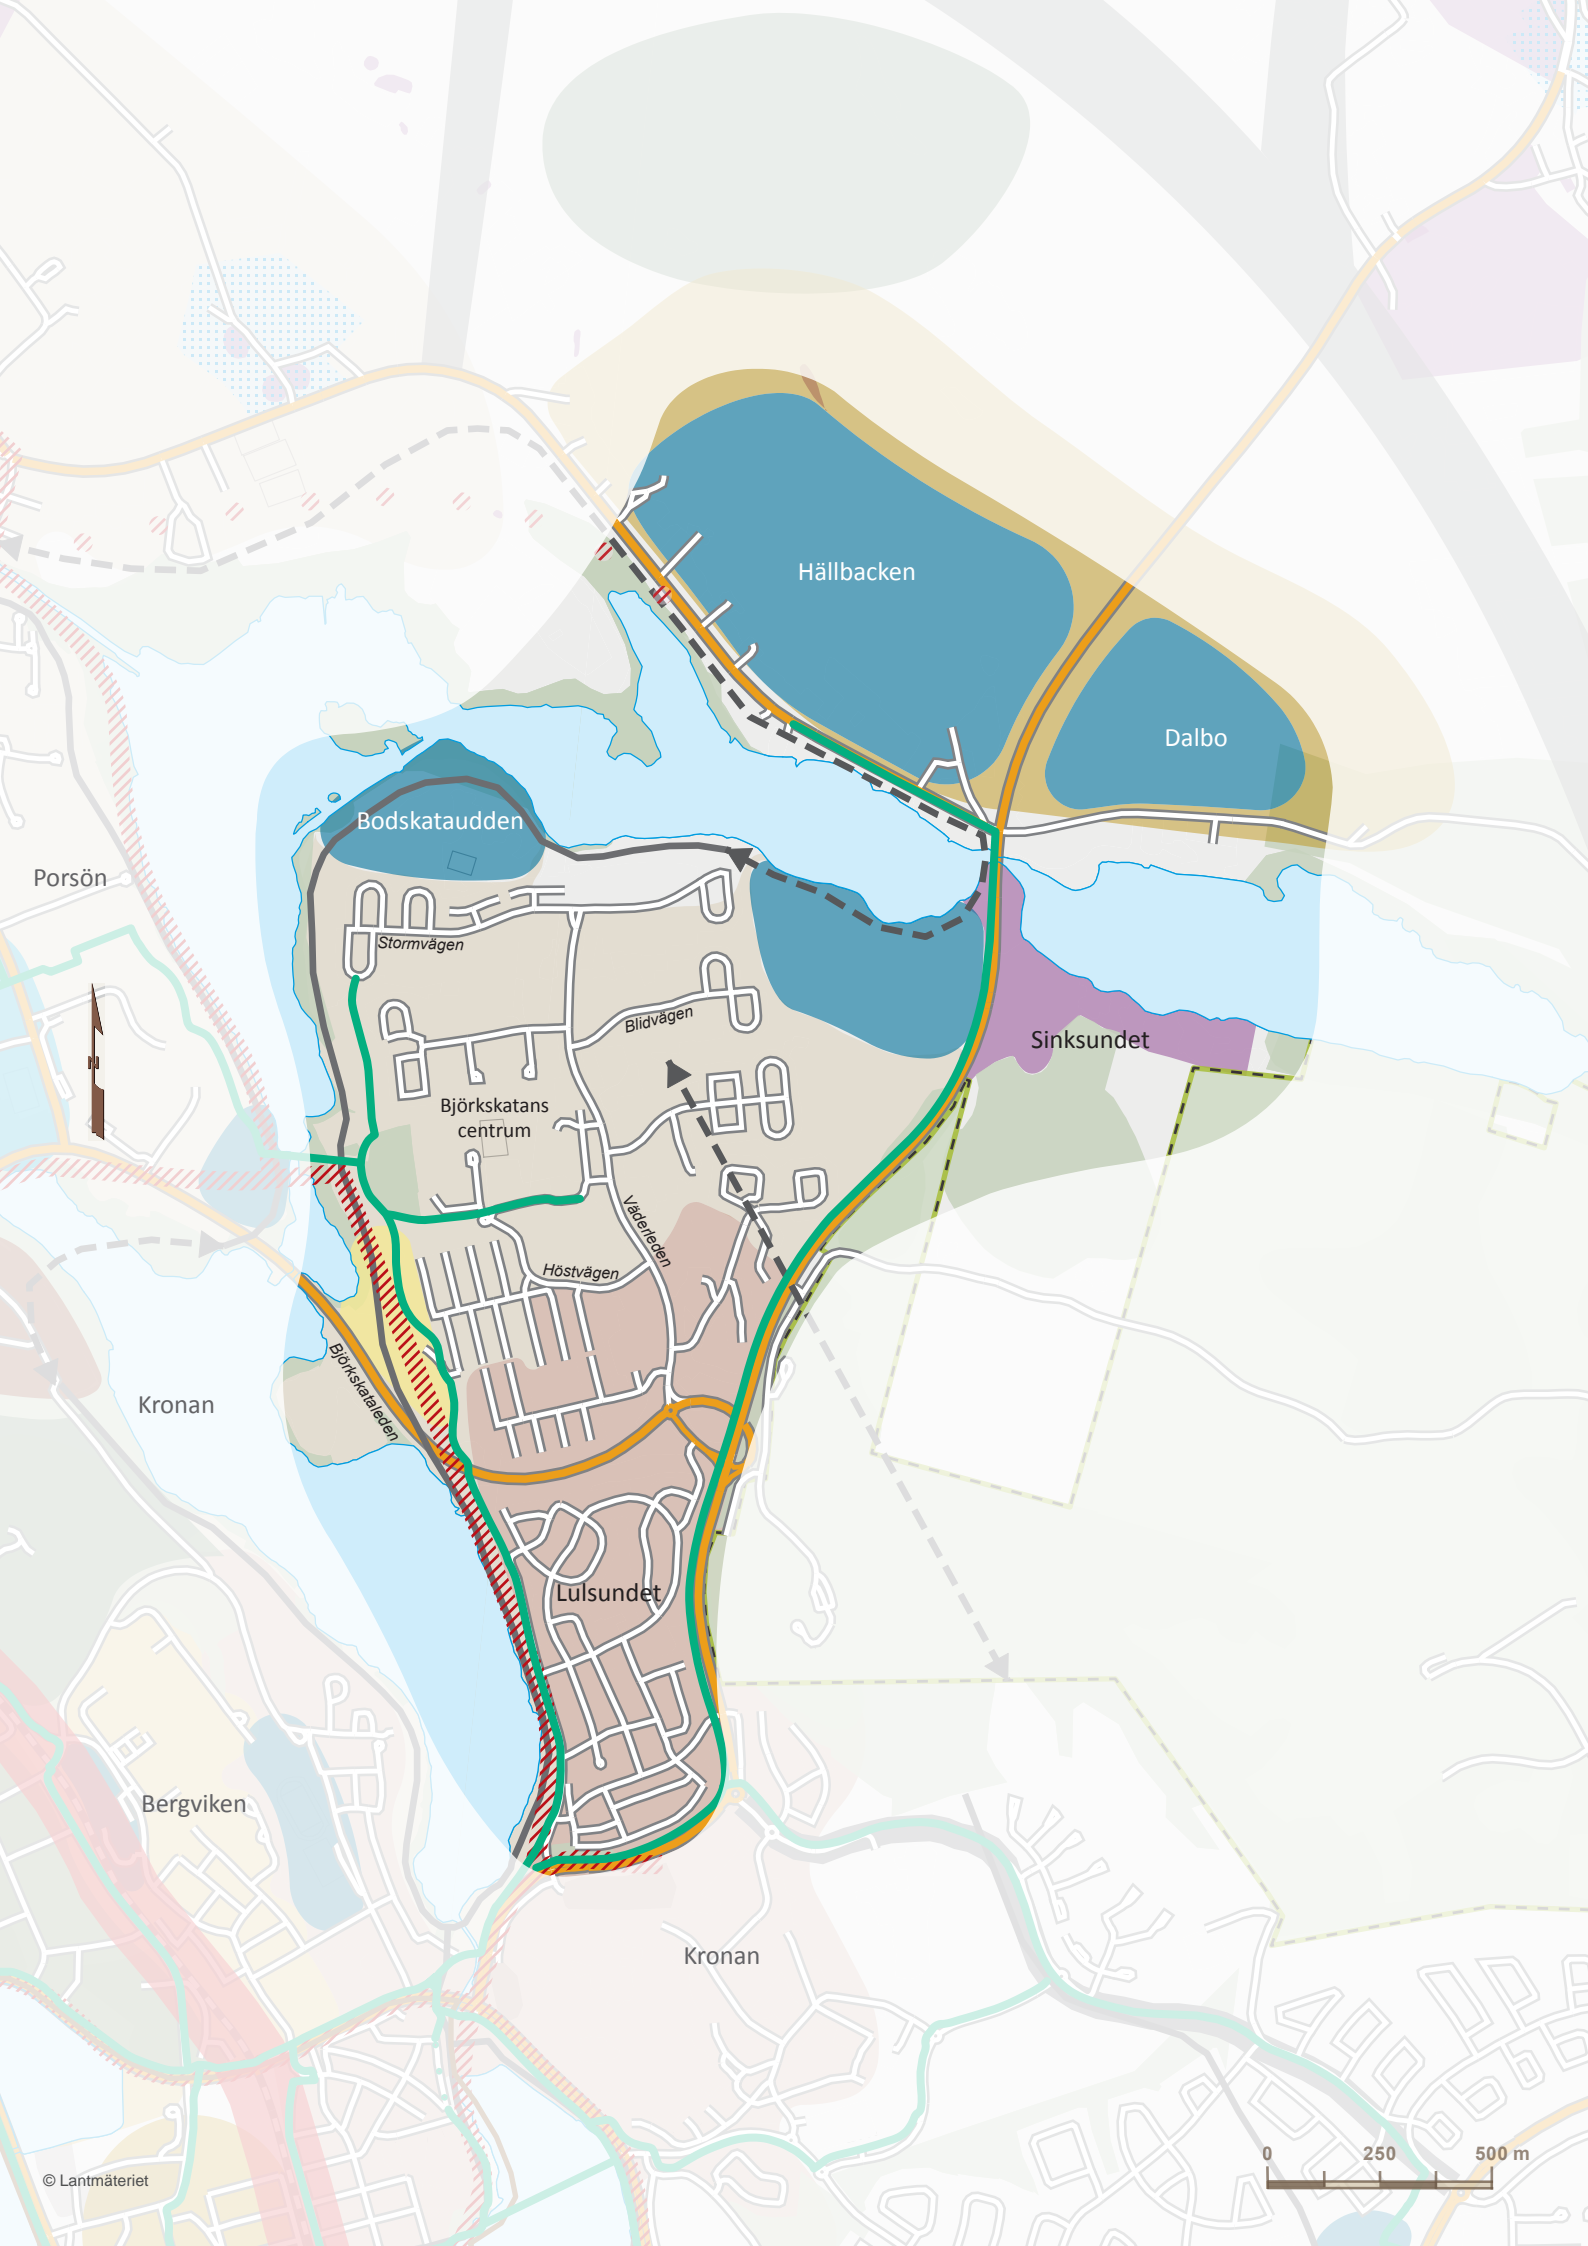 Hällbacken
Dalbo
Bodskataudden
Porsön
Stormvägen
Blidvägen
Sinksundet
Björkskatans
centrum
Väderleden
Höstvägen
Björkskataleden
Kronan
Lulsundet
Bergviken
Kronan
0 250 500 m
© Lantmäteriet
N